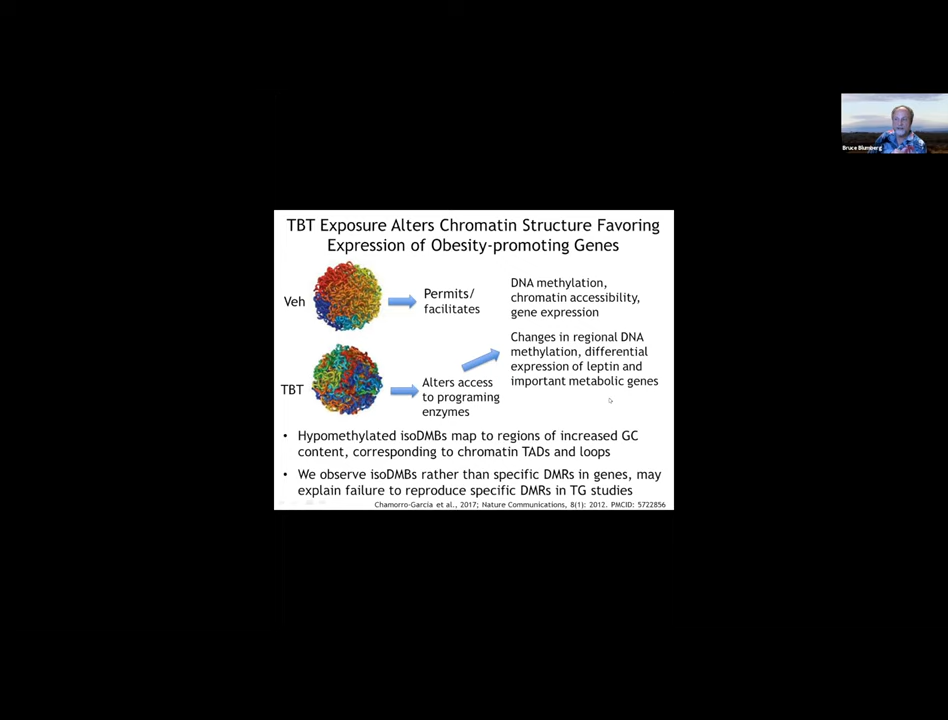 Bruce Blumberg
TBT Exposure Alters Chromatin Structure Favoring
Expression of Obesity-promoting Genes
Veh
Permits/
facilitates
DNA methylation,
chromatin accessibility,
gene expression
TBT
Alters access
to programing
enzymes
Changes in regional DNA
methylation, differential
expression of leptin and
important metabolic genes
• Hypomethylated isoDMBs map to regions of increased GC
content, corresponding to chromatin TADs and loops
• We observe isoDMBs rather than specific DMRs in genes, may
explain failure to reproduce specific DMRs in TG studies
Chamorro-Garcia et al., 2017; Nature Communications, 8(1): 2012. PMCID: 5722856